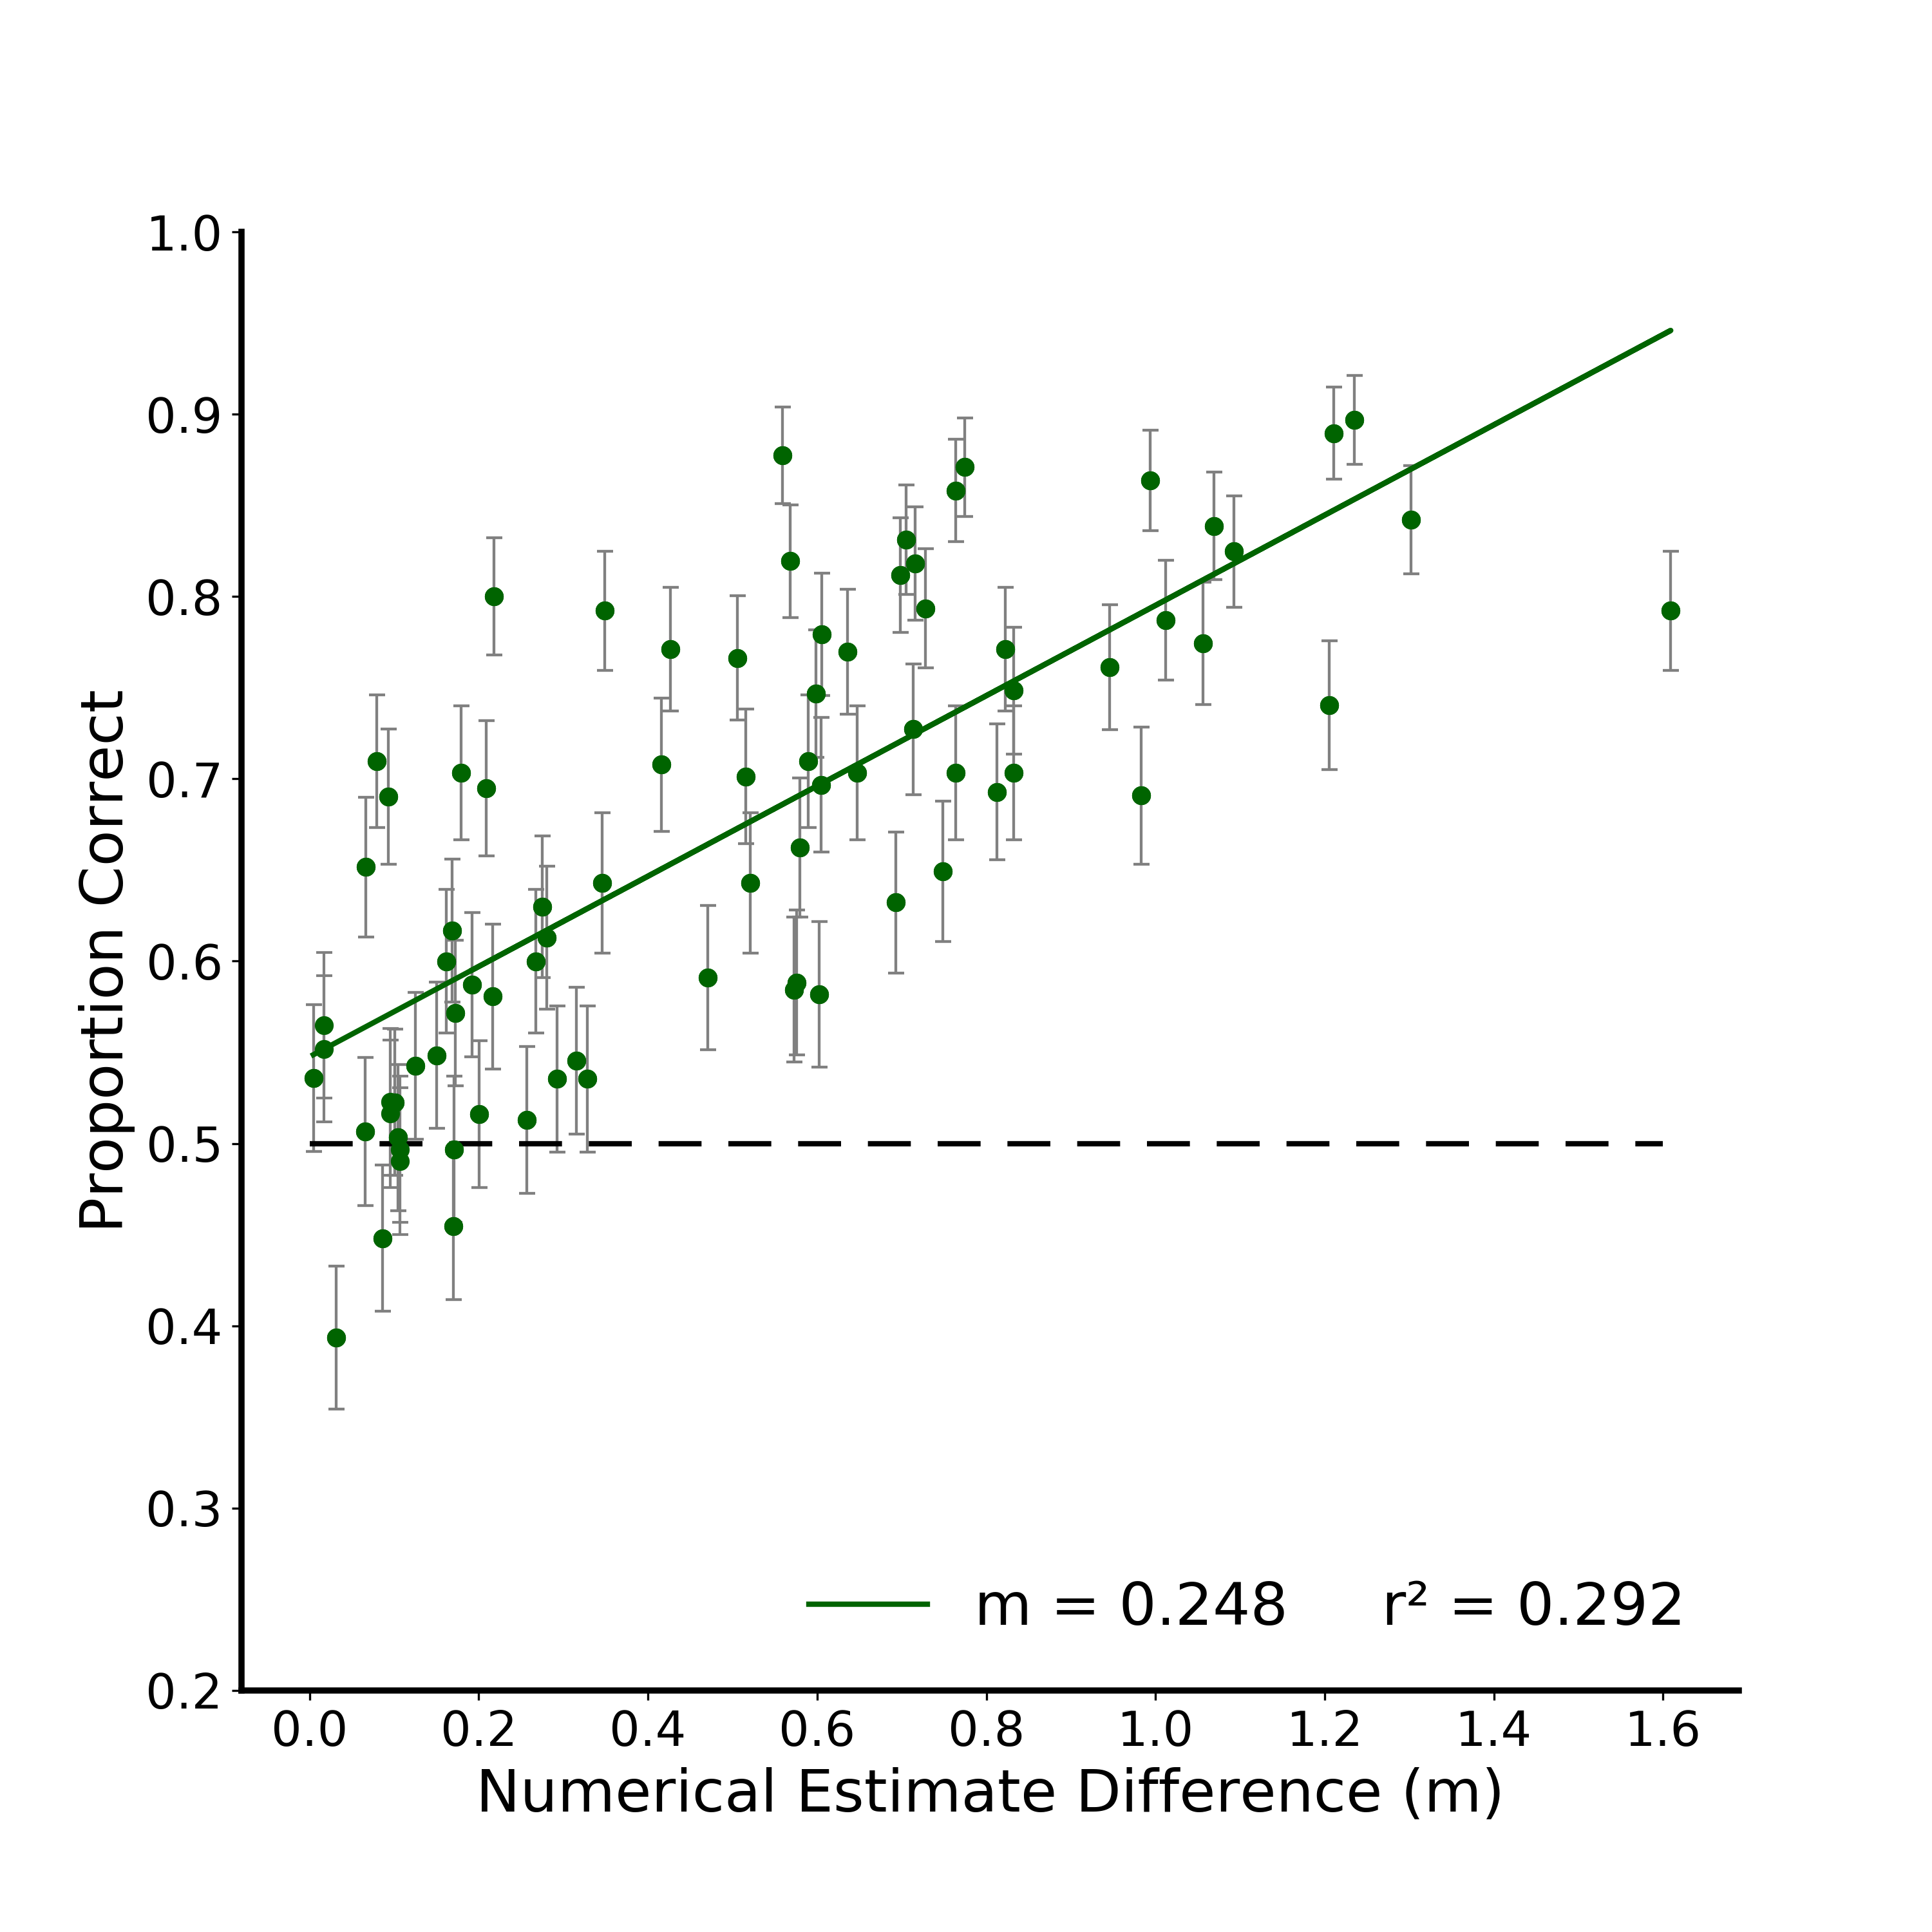 1.0
0.9
0.8
0.7
0.6
0.5
0.4
0.3
0.2
Proportion Correct
m = 0.248 r² = 0.292
0.0 0.2 0.4 0.6 0.8 1.0 1.2 1.4 1.6
Numerical Estimate Difference (m)